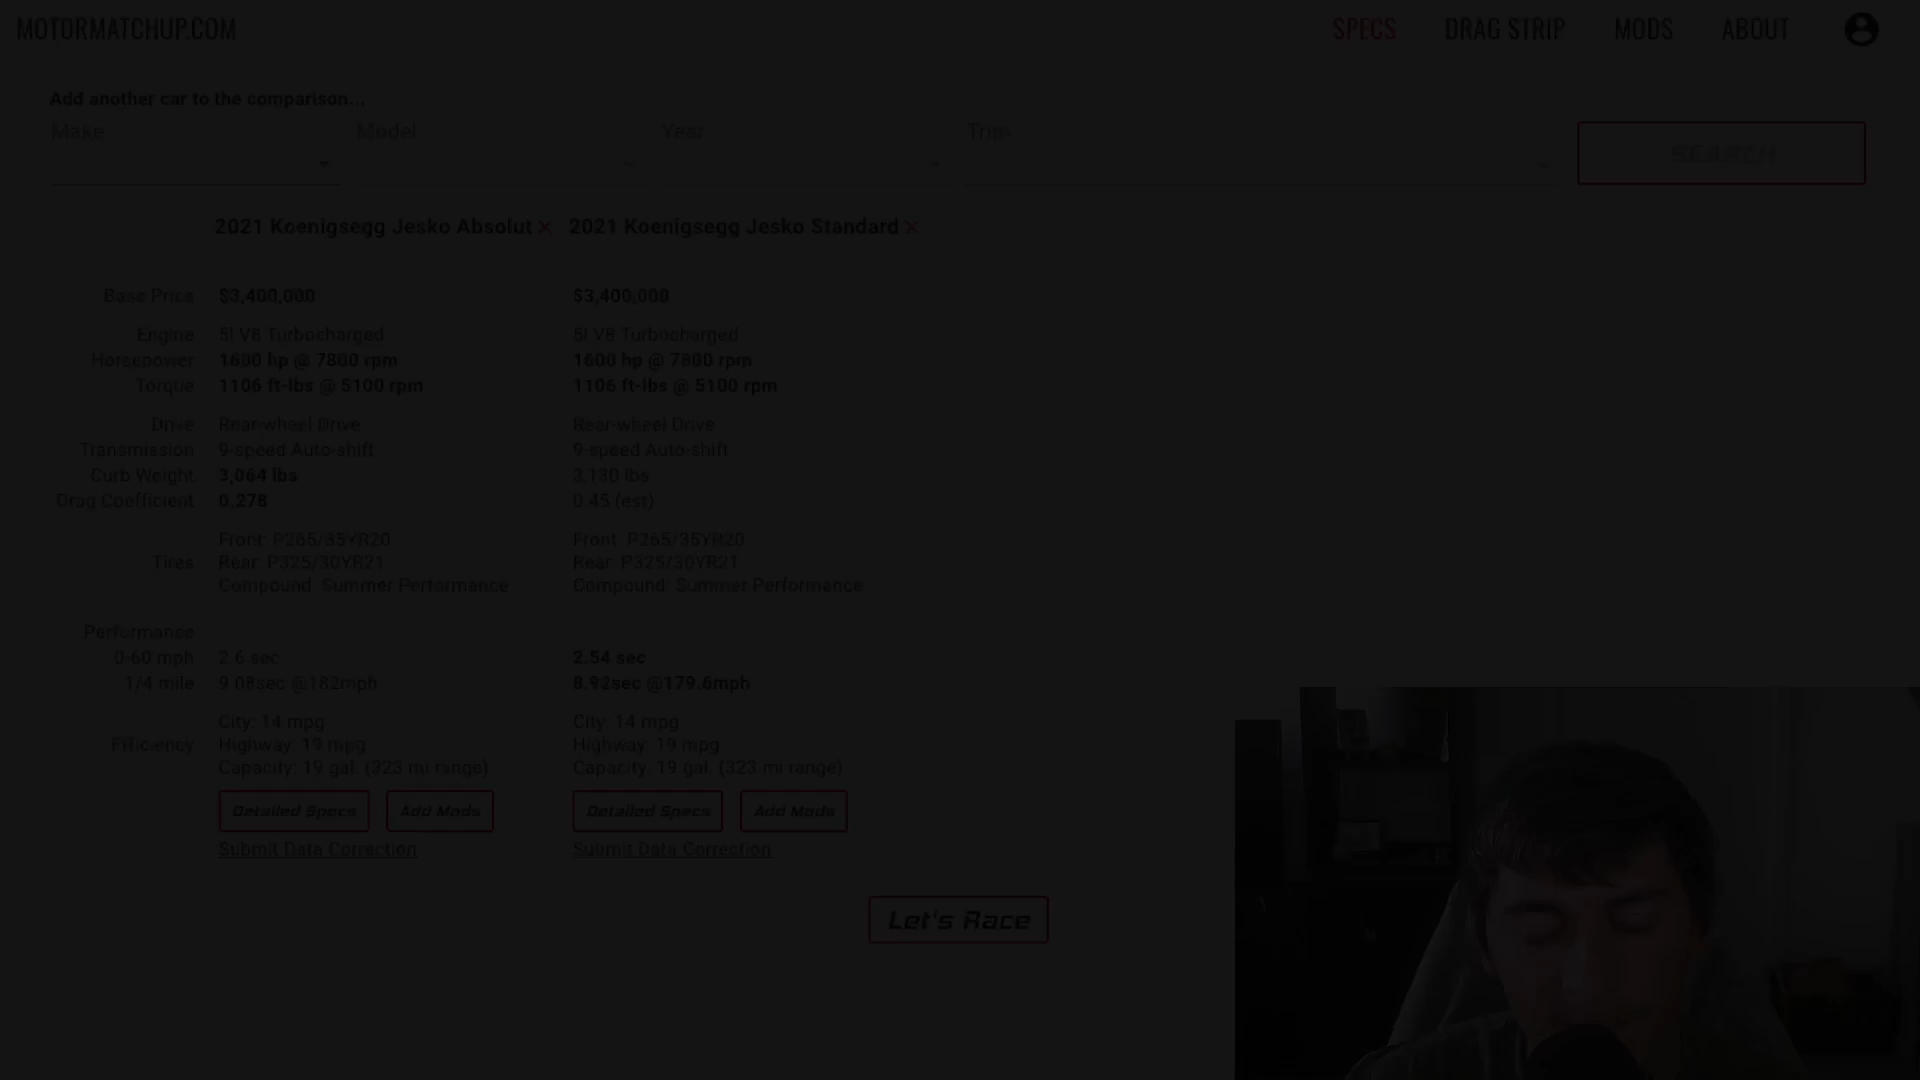 MOTORMATCHUP.COM
SPECS
DRAG STRIP
MODS
ABOUT
Add another car to the comparison...
Make
Model
Year
Trim
SEARCH
2021 Koenigsegg Jesko Absolut ×
2021 Koenigsegg Jesko Standard ×
Base Price $3,400,000 $3,400,000
Engine 5l V8 Turbocharged 5l V8 Turbocharged
Horsepower 1600 hp @ 7800 rpm 1600 hp @ 7800 rpm
Torque 1106 ft-lbs @ 5100 rpm 1106 ft-lbs @ 5100 rpm
Drive Rear-wheel Drive Rear-wheel Drive
Transmission 9-speed Auto-shift 9-speed Auto-shift
Curb Weight 3,064 lbs 3,130 lbs
Drag Coefficient 0.278 0.45 (est)
Front: P265/35YR20 Front: P265/35YR20
Tires Rear: P325/30YR21 Rear: P325/30YR21
Compound: Summer Performance Compound: Summer Performance
Performance
0-60 mph 2.6 sec 2.54 sec
1/4 mile 9.08sec @182mph 8.92sec @179.6mph
City: 14 mpg City: 14 mpg
Efficiency Highway: 19 mpg Highway: 19 mpg
Capacity: 19 gal. (323 mi range) Capacity: 19 gal. (323 mi range)
Detailed Specs Add Mods Detailed Specs Add Mods
Submit Data Correction Submit Data Correction
Let's Race